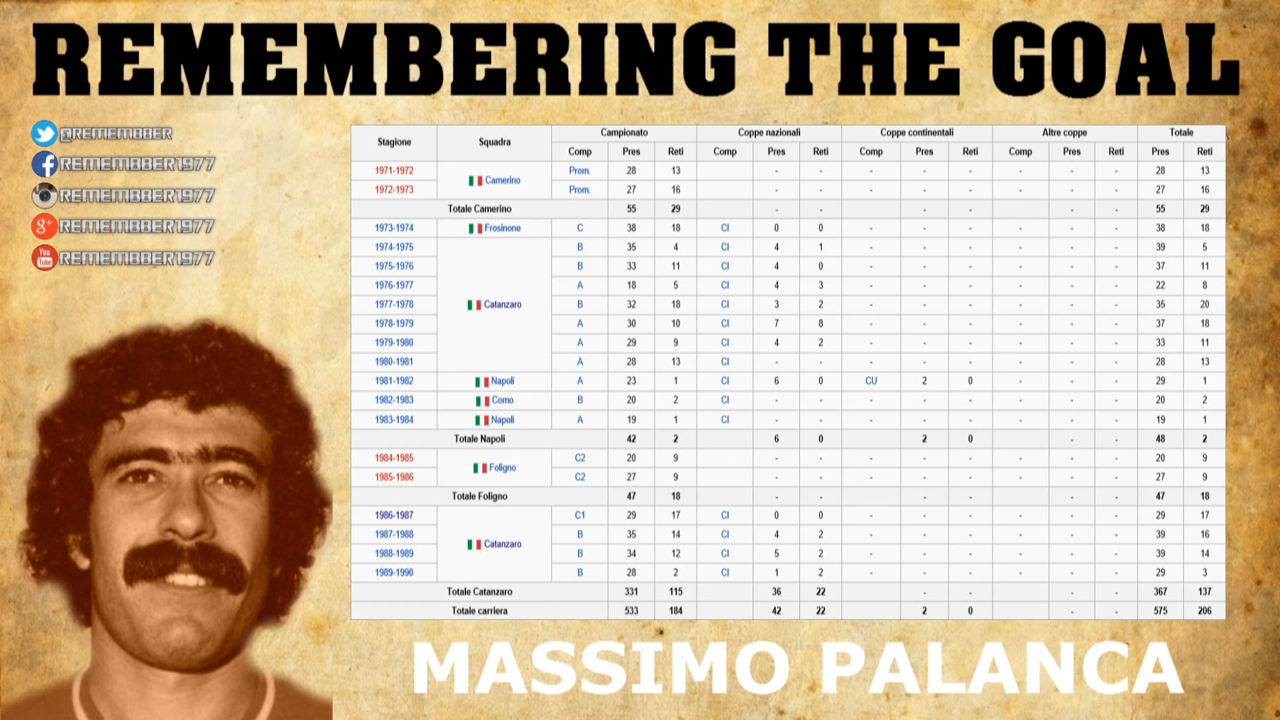 REMEMBERING THE GOAL
@REMEMBBER
REMEMBBER1977
REMEMBBER1977
REMEMBBER1977
You Tube REMEMBBER1977
Stagione Squadra Campionato Coppe nazionali Coppe continentali Altre coppe Totale
Comp Pres Reti Comp Pres Reti Comp Pres Reti Comp Pres Reti Pres Reti
1971-1972 Camerino Prom. 28 13 - - - - - - 28 13
1972-1973 Prom. 27 16 - - - - - - 27 16
Totale Camerino 55 29 - - - - - - 55 29
1973-1974 Frosinone C 38 18 CI 0 0 - - - - - - 38 18
1974-1975 Catanzaro B 35 4 CI 4 1 - - - - - - 39 5
1975-1976 B 33 11 CI 4 0 - - - - - - 37 11
1976-1977 A 18 5 CI 4 3 - - - - - - 22 8
1977-1978 B 32 18 CI 3 2 - - - - - - 35 20
1978-1979 A 30 10 CI 7 8 - - - - - - 37 18
1979-1980 A 29 9 CI 4 2 - - - - - - 33 11
1980-1981 A 28 13 CI - - - - - - - - 28 13
1981-1982 Napoli A 23 1 CI 6 0 CU 2 0 - - - 29 1
1982-1983 Como B 20 2 CI - - - - - - - - 20 2
1983-1984 Napoli A 19 1 CI - - - - - - - - 19 1
Totale Napoli 42 2 6 0 2 0 - - 48 2
1984-1985 Foligno C2 20 9 - - - - - - - - 20 9
1985-1986 C2 27 9 - - - - - - - - 27 9
Totale Foligno 47 18 - - - - - - 47 18
1986-1987 Catanzaro C1 29 17 CI 0 0 - - - - - - 29 17
1987-1988 B 35 14 CI 4 2 - - - - - - 39 16
1988-1989 B 34 12 CI 5 2 - - - - - - 39 14
1989-1990 B 28 2 CI 1 2 - - - - - - 29 3
Totale Catanzaro 331 115 36 22 - - - - 367 137
Totale carriera 533 184 42 22 2 0 - - 575 206
MASSIMO PALANCA